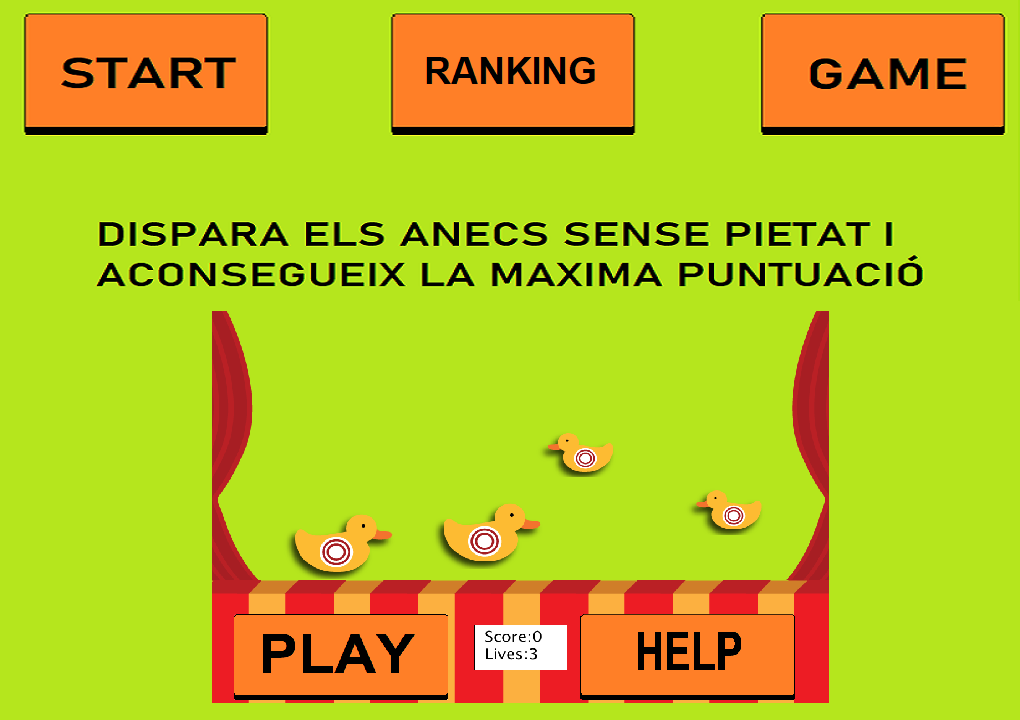 START
RANKING
GAME
DISPARA ELS ANECS SENSE PIETAT I
ACONSEGUEIX LA MAXIMA PUNTUACIÓ
PLAY
Score:0
Lives:3
HELP